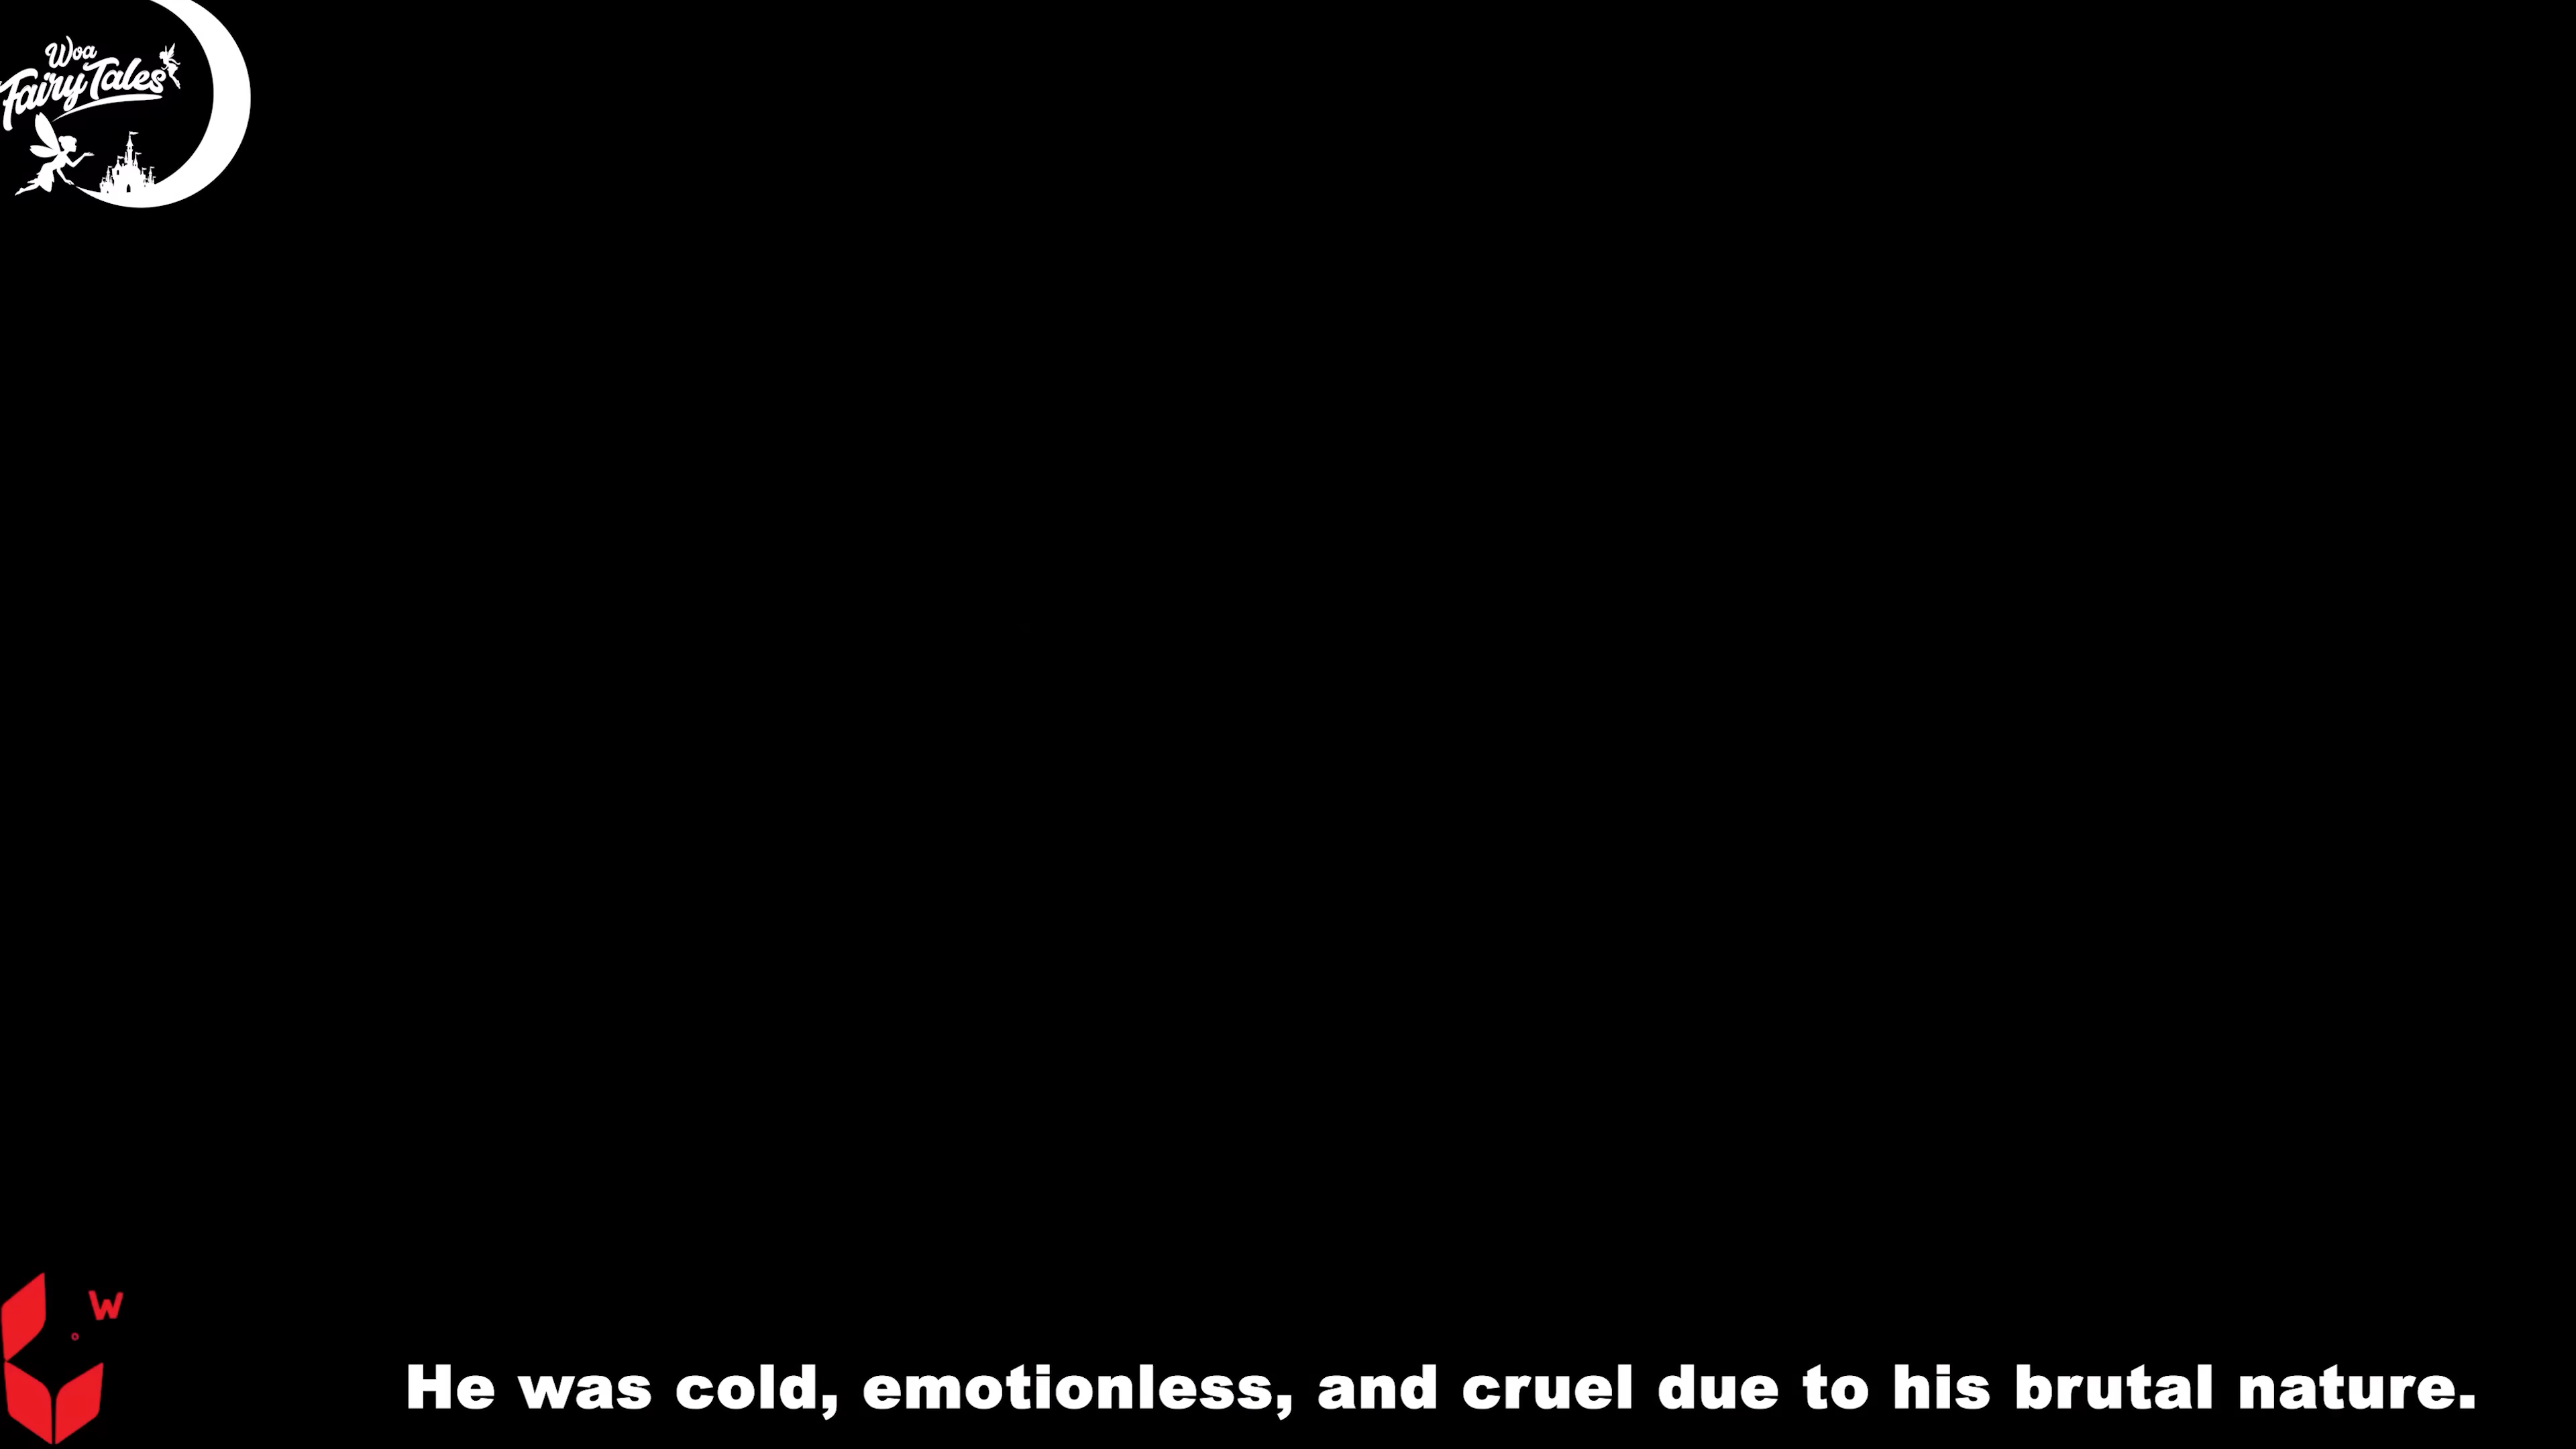 Woa
Fairy Tales
W
He was cold, emotionless, and cruel due to his brutal nature.